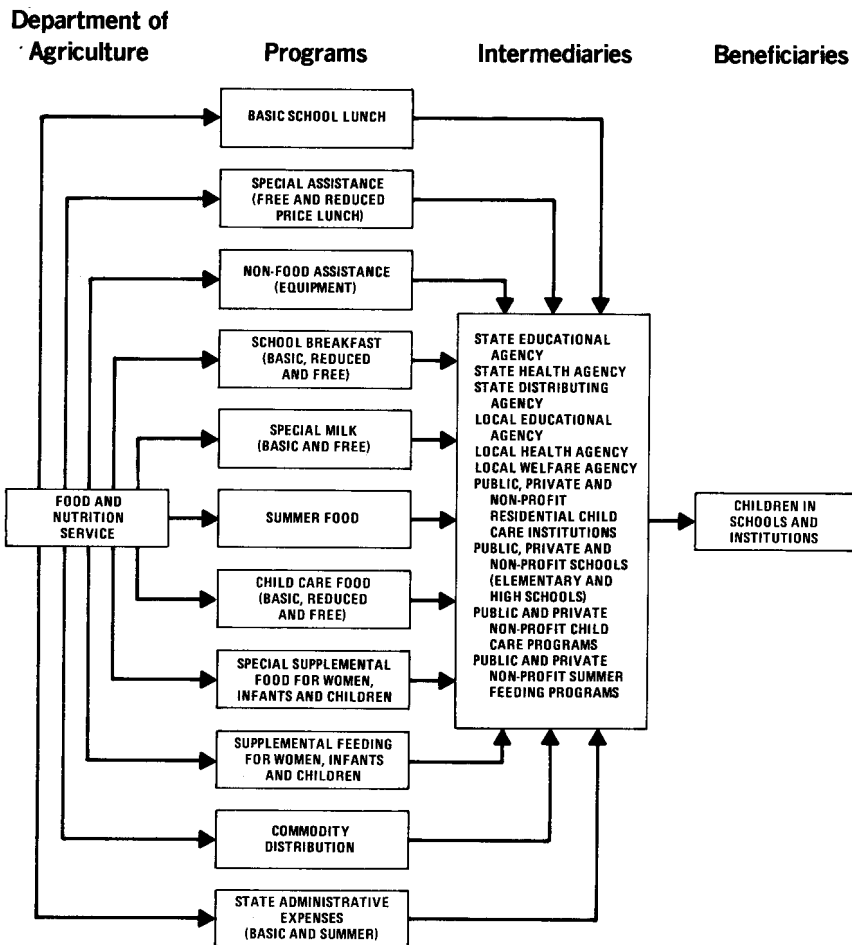 Department of
Agriculture
Programs
Intermediaries
Beneficiaries
BASIC SCHOOL LUNCH
SPECIAL ASSISTANCE
(FREE AND REDUCED
PRICE LUNCH)
NON-FOOD ASSISTANCE
(EQUIPMENT)
SCHOOL BREAKFAST
(BASIC, REDUCED
AND FREE)
SPECIAL MILK
(BASIC AND FREE)
FOOD AND
NUTRITION
SERVICE
SUMMER FOOD
CHILD CARE FOOD
(BASIC, REDUCED
AND FREE)
SPECIAL SUPPLEMENTAL
FOOD FOR WOMEN,
INFANTS AND CHILDREN
SUPPLEMENTAL FEEDING
FOR WOMEN, INFANTS
AND CHILDREN
COMMODITY
DISTRIBUTION
STATE ADMINISTRATIVE
EXPENSES
(BASIC AND SUMMER)
STATE EDUCATIONAL
AGENCY
STATE HEALTH AGENCY
STATE DISTRIBUTING
AGENCY
LOCAL EDUCATIONAL
AGENCY
LOCAL HEALTH AGENCY
LOCAL WELFARE AGENCY
PUBLIC, PRIVATE AND
NON-PROFIT
RESIDENTIAL CHILD
CARE INSTITUTIONS
PUBLIC, PRIVATE AND
NON-PROFIT SCHOOLS
(ELEMENTARY AND
HIGH SCHOOLS)
PUBLIC AND PRIVATE
NON-PROFIT CHILD
CARE PROGRAMS
PUBLIC AND PRIVATE
NON-PROFIT SUMMER
FEEDING PROGRAMS
CHILDREN IN
SCHOOLS AND
INSTITUTIONS